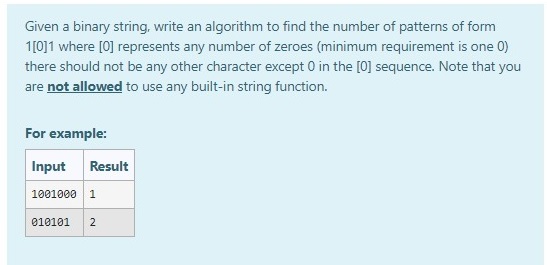 Given a binary string, write an algorithm to find the number of patterns of form
1[0]1 where [0] represents any number of zeroes (minimum requirement is one 0)
there should not be any other character except 0 in the [0] sequence. Note that you
are not allowed to use any built-in string function.
For example:
Input Result
1001000 1
010101 2